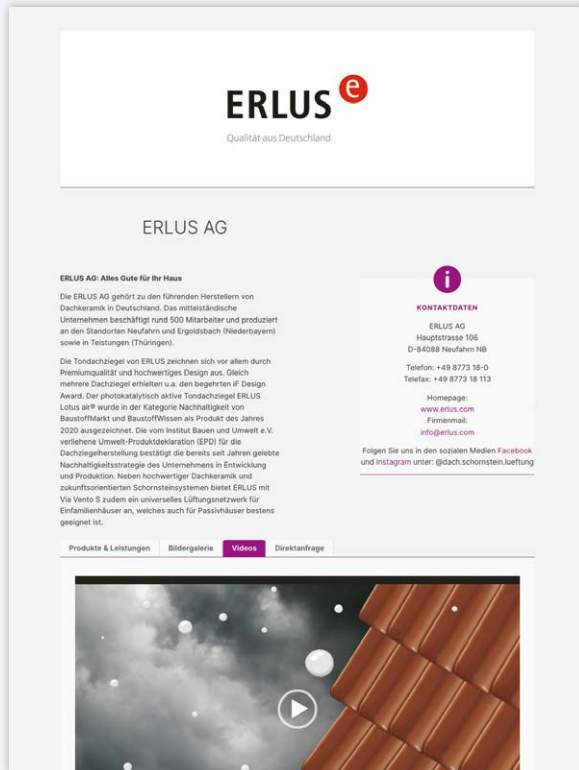 ERLUS e
Qualität aus Deutschland
ERLUS AG
ERLUS AG: Alles Gute für Ihr Haus
Die ERLUS AG gehört zu den führenden Herstellern von
Dachkeramik in Deutschland. Das mittelständische
Unternehmen beschäftigt rund 500 Mitarbeiter und produziert
an den Standorten Neufahrn und Ergoldsbach (Niederbayern)
sowie in Teistungen (Thüringen).
Die Tondachziegel von ERLUS zeichnen sich vor allem durch
Premiumqualität und hochwertiges Design aus. Gleich
mehrere Dachziegel erhielten u.a. den begehrten iF Design
Award. Der photokatalytisch aktive Tondachziegel ERLUS
Lotus air® wurde in der Kategorie Nachhaltigkeit von
BaustoffMarkt und BaustoffWissen als Produkt des Jahres
2020 ausgezeichnet. Die vom Institut Bauen und Umwelt e.V.
verliehene Umwelt-Produktdeklaration (EPD) für die
Dachziegelherstellung bestätigt die bereits seit Jahren gelebte
Nachhaltigkeitsstrategie des Unternehmens in Entwicklung
und Produktion. Neben hochwertiger Dachkeramik und
zukunftsorientierten Schornsteinsystemen bietet ERLUS mit
Via Vento S zudem ein universelles Lüftungsnetzwerk für
Einfamilienhäuser an, welches auch für Passivhäuser bestens
geeignet ist.
i
KONTAKTDATEN
ERLUS AG
Hauptstrasse 106
D-84088 Neufahrn NB
Telefon: +49 8773 18-0
Telefax: +49 8773 18 113
Homepage:
www.erlus.com
Firmenmail:
info@erlus.com
Folgen Sie uns in den sozialen Medien Facebook
und Instagram unter: @dach.schornstein.lueftung
Produkte & Leistungen Bildergalerie Videos Direktanfrage